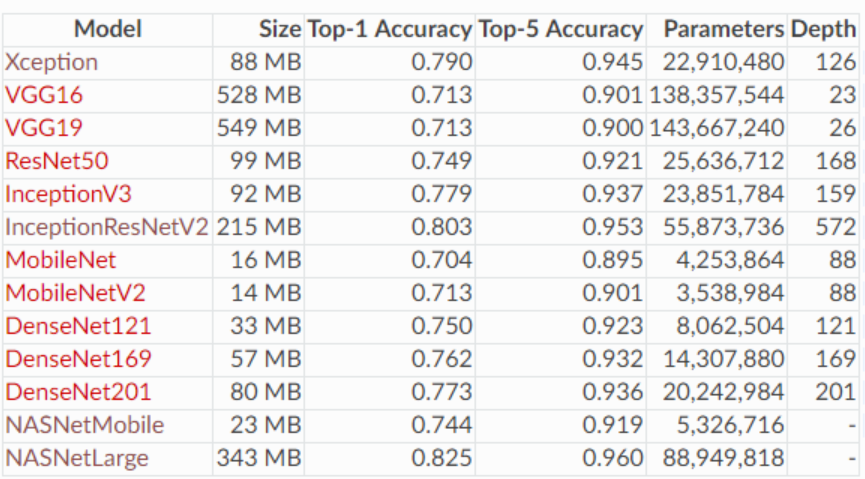 Model Size Top-1 Accuracy Top-5 Accuracy Parameters Depth
Xception 88 MB 0.790 0.945 22,910,480 126
VGG16 528 MB 0.713 0.901 138,357,544 23
VGG19 549 MB 0.713 0.900 143,667,240 26
ResNet50 99 MB 0.749 0.921 25,636,712 168
InceptionV3 92 MB 0.779 0.937 23,851,784 159
InceptionResNetV2 215 MB 0.803 0.953 55,873,736 572
MobileNet 16 MB 0.704 0.895 4,253,864 88
MobileNetV2 14 MB 0.713 0.901 3,538,984 88
DenseNet121 33 MB 0.750 0.923 8,062,504 121
DenseNet169 57 MB 0.762 0.932 14,307,880 169
DenseNet201 80 MB 0.773 0.936 20,242,984 201
NASNetMobile 23 MB 0.744 0.919 5,326,716 -
NASNetLarge 343 MB 0.825 0.960 88,949,818 -